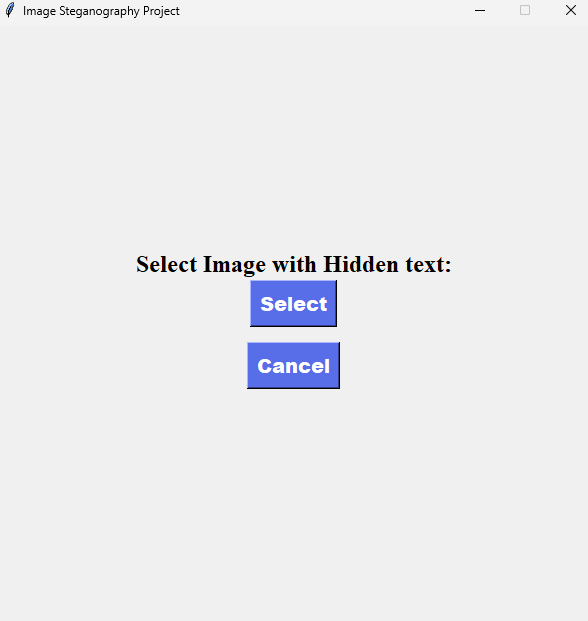 Image Steganography Project
Select Image with Hidden text:
Select
Cancel